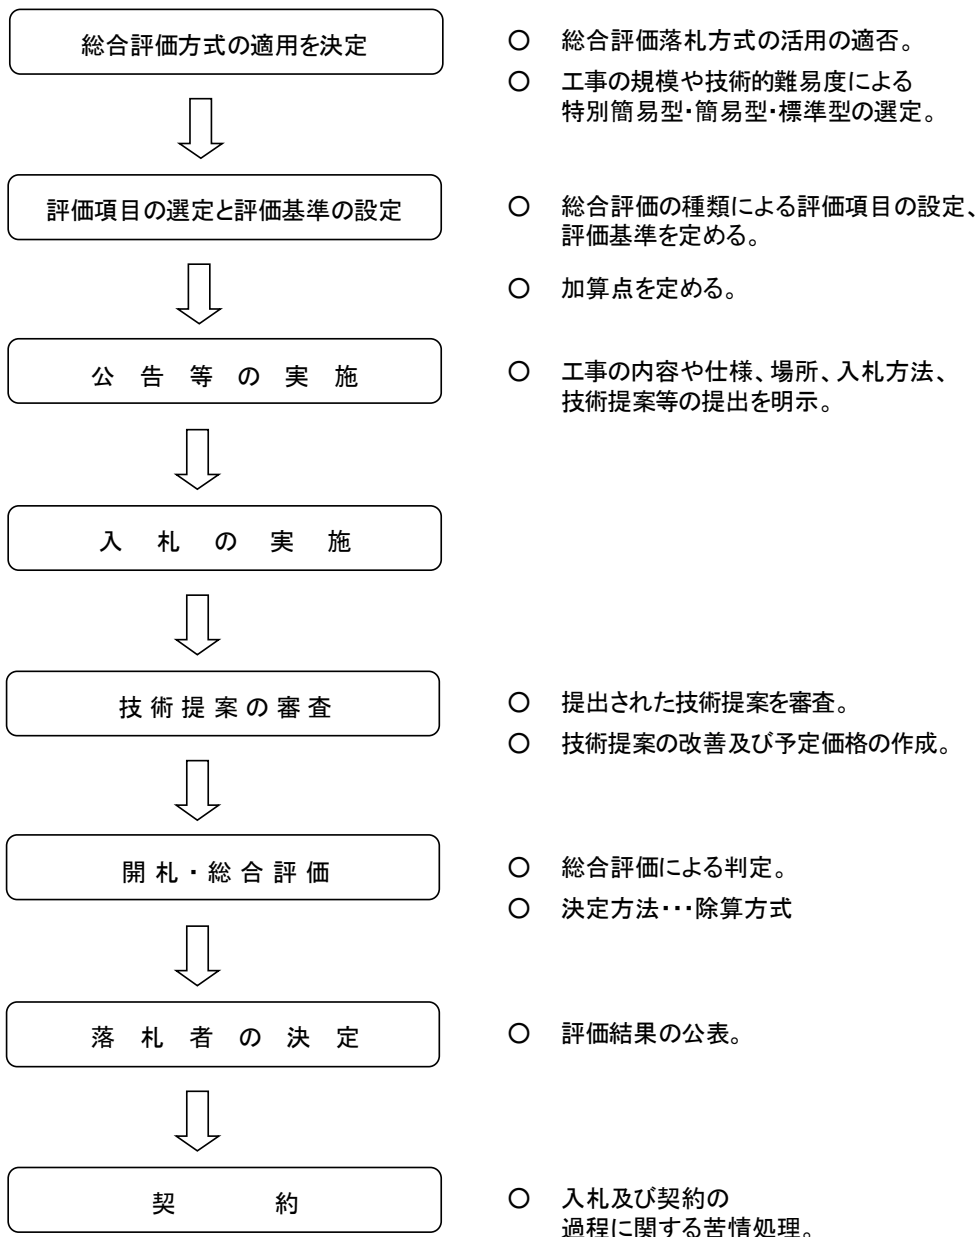 総合評価方式の適用を決定
○ 総合評価落札方式の活用の適否。
○ 工事の規模や技術的難易度による
特別簡易型・簡易型・標準型の選定。
評価項目の選定と評価基準の設定
○ 総合評価の種類による評価項目の設定、
評価基準を定める。
○ 加算点を定める。
公告等の実施
○ 工事の内容や仕様、場所、入札方法、
技術提案等の提出を明示。
入札の実施
技術提案の審査
○ 提出された技術提案を審査。
○ 技術提案の改善及び予定価格の作成。
開札・総合評価
○ 総合評価による判定。
○ 決定方法・・・除算方式
落札者の決定
○ 評価結果の公表。
契約
○ 入札及び契約の
過程に関する苦情処理。